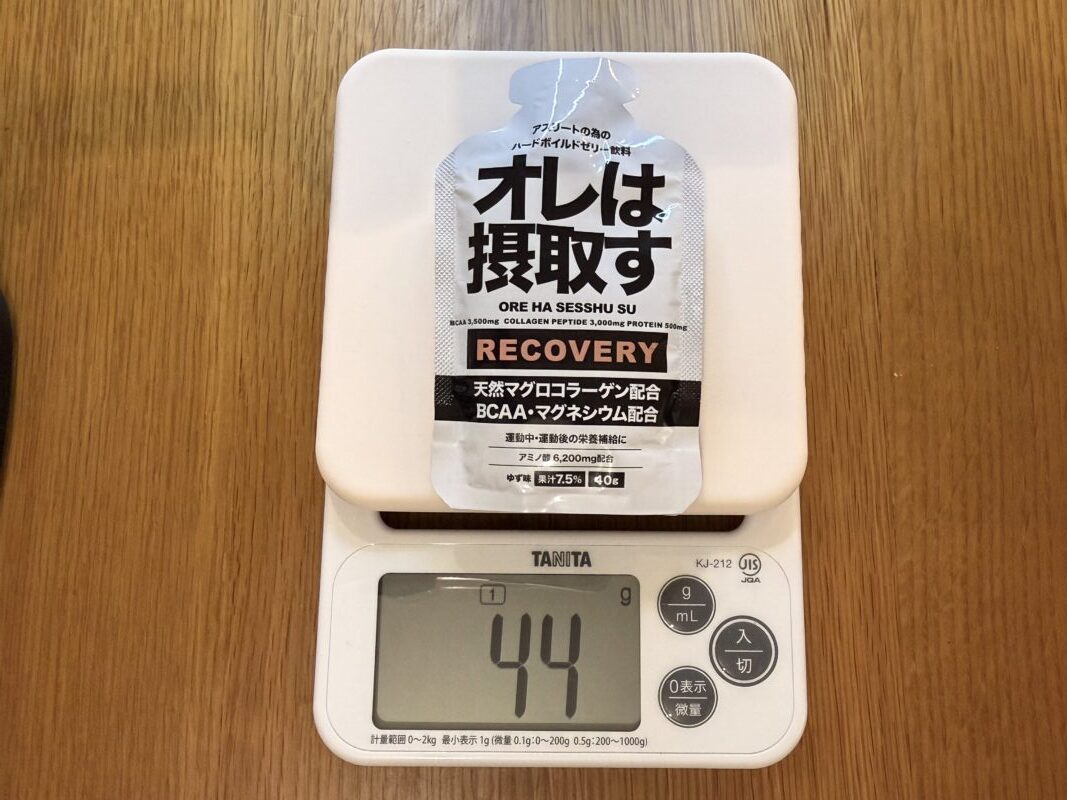 アスリートの為の
ハードボイルドゼリー飲料
オレは
摂取す
ORE HA SESSHU SU
BCAA 3,500mg COLLAGEN PEPTIDE 3,000mg PROTEIN 500mg
RECOVERY
天然マグロコラーゲン配合
BCAA・マグネシウム配合
運動中・運動後の栄養補給に
アミノ酸 6,200mg配合
ゆず味 果汁7.5% 40g
TANITA
KJ-212 JIS
JQA
1 g
44
g
mL
入
切
0表示
微量
計量範囲 0〜2kg 最小表示 1g (微量 0.1g:0〜200g 0.5g:200〜1000g)